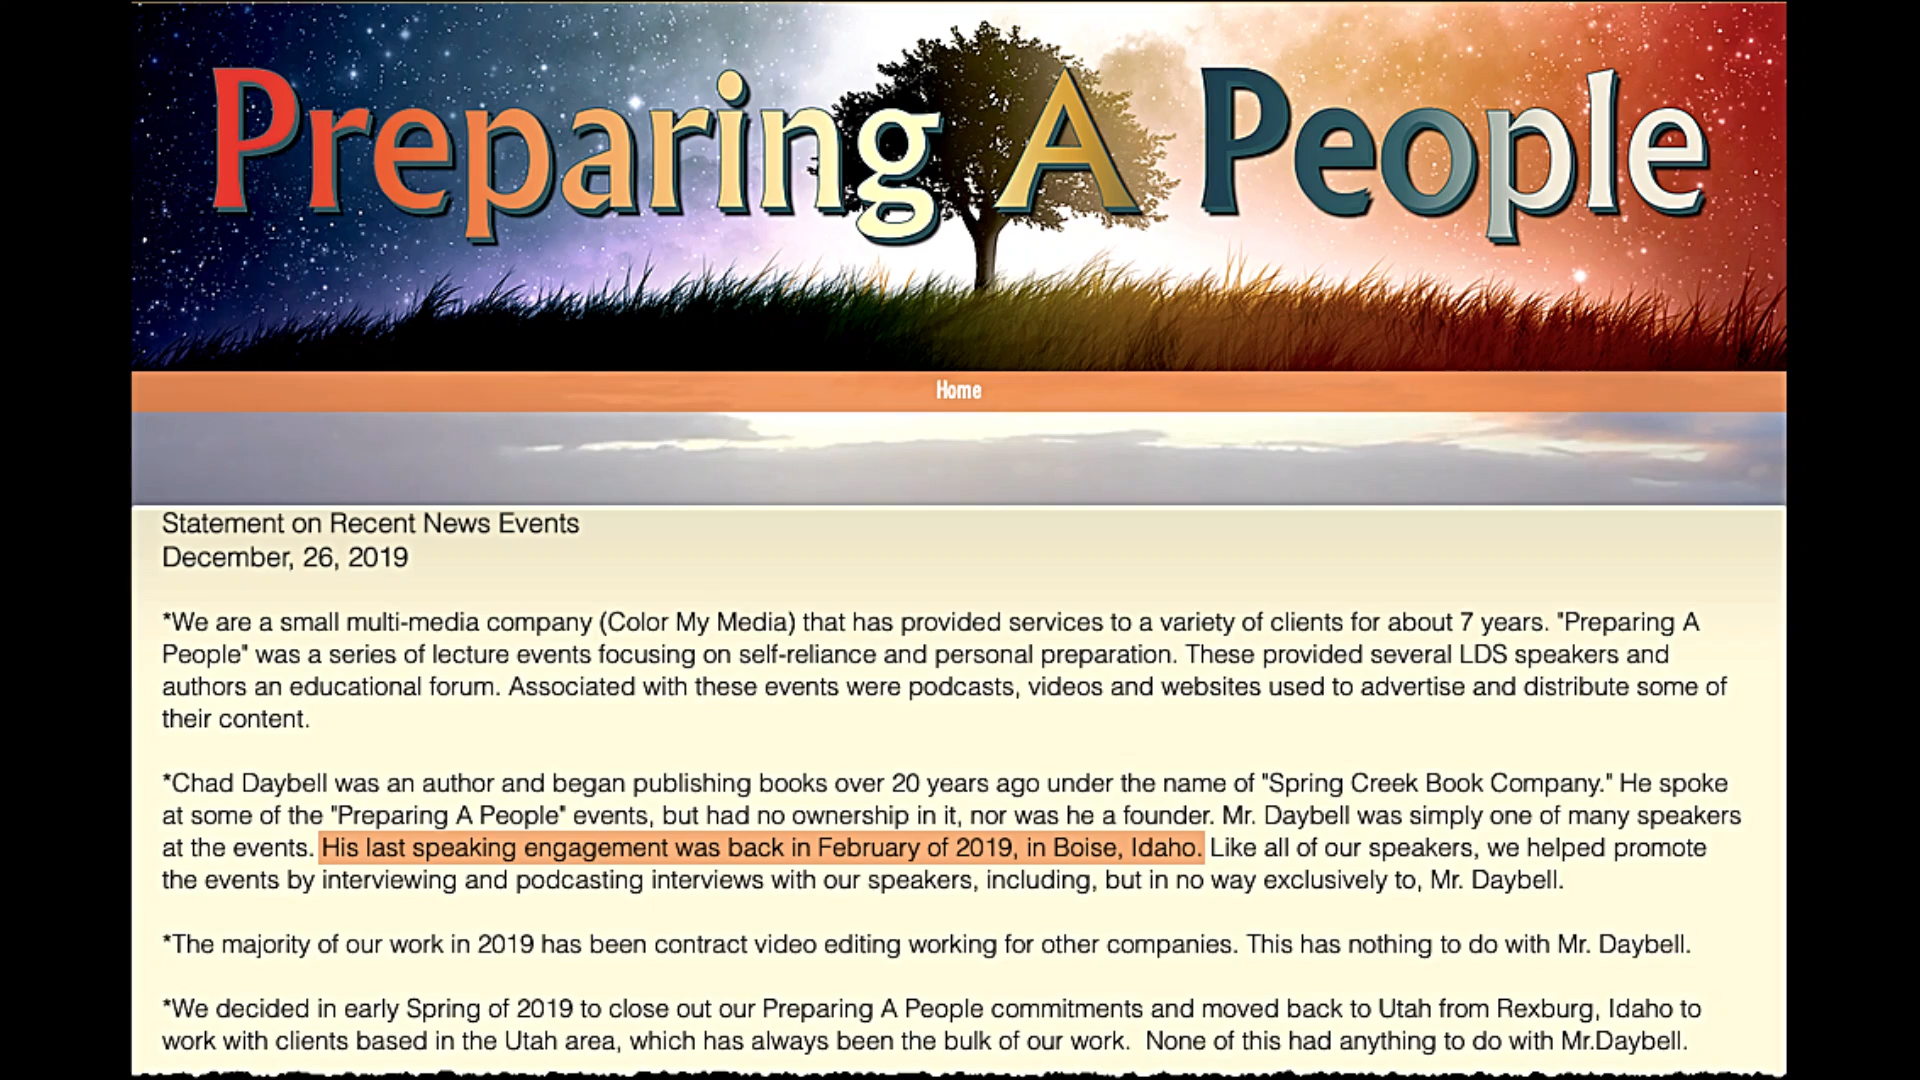 Preparing A People
Home
Statement on Recent News Events
December, 26, 2019
*We are a small multi-media company (Color My Media) that has provided services to a variety of clients for about 7 years. "Preparing A
People" was a series of lecture events focusing on self-reliance and personal preparation. These provided several LDS speakers and
authors an educational forum. Associated with these events were podcasts, videos and websites used to advertise and distribute some of
their content.
*Chad Daybell was an author and began publishing books over 20 years ago under the name of "Spring Creek Book Company." He spoke
at some of the "Preparing A People" events, but had no ownership in it, nor was he a founder. Mr. Daybell was simply one of many speakers
at the events. His last speaking engagement was back in February of 2019, in Boise, Idaho. Like all of our speakers, we helped promote
the events by interviewing and podcasting interviews with our speakers, including, but in no way exclusively to, Mr. Daybell.
*The majority of our work in 2019 has been contract video editing working for other companies. This has nothing to do with Mr. Daybell.
*We decided in early Spring of 2019 to close out our Preparing A People commitments and moved back to Utah from Rexburg, Idaho to
work with clients based in the Utah area, which has always been the bulk of our work.  None of this had anything to do with Mr.Daybell.